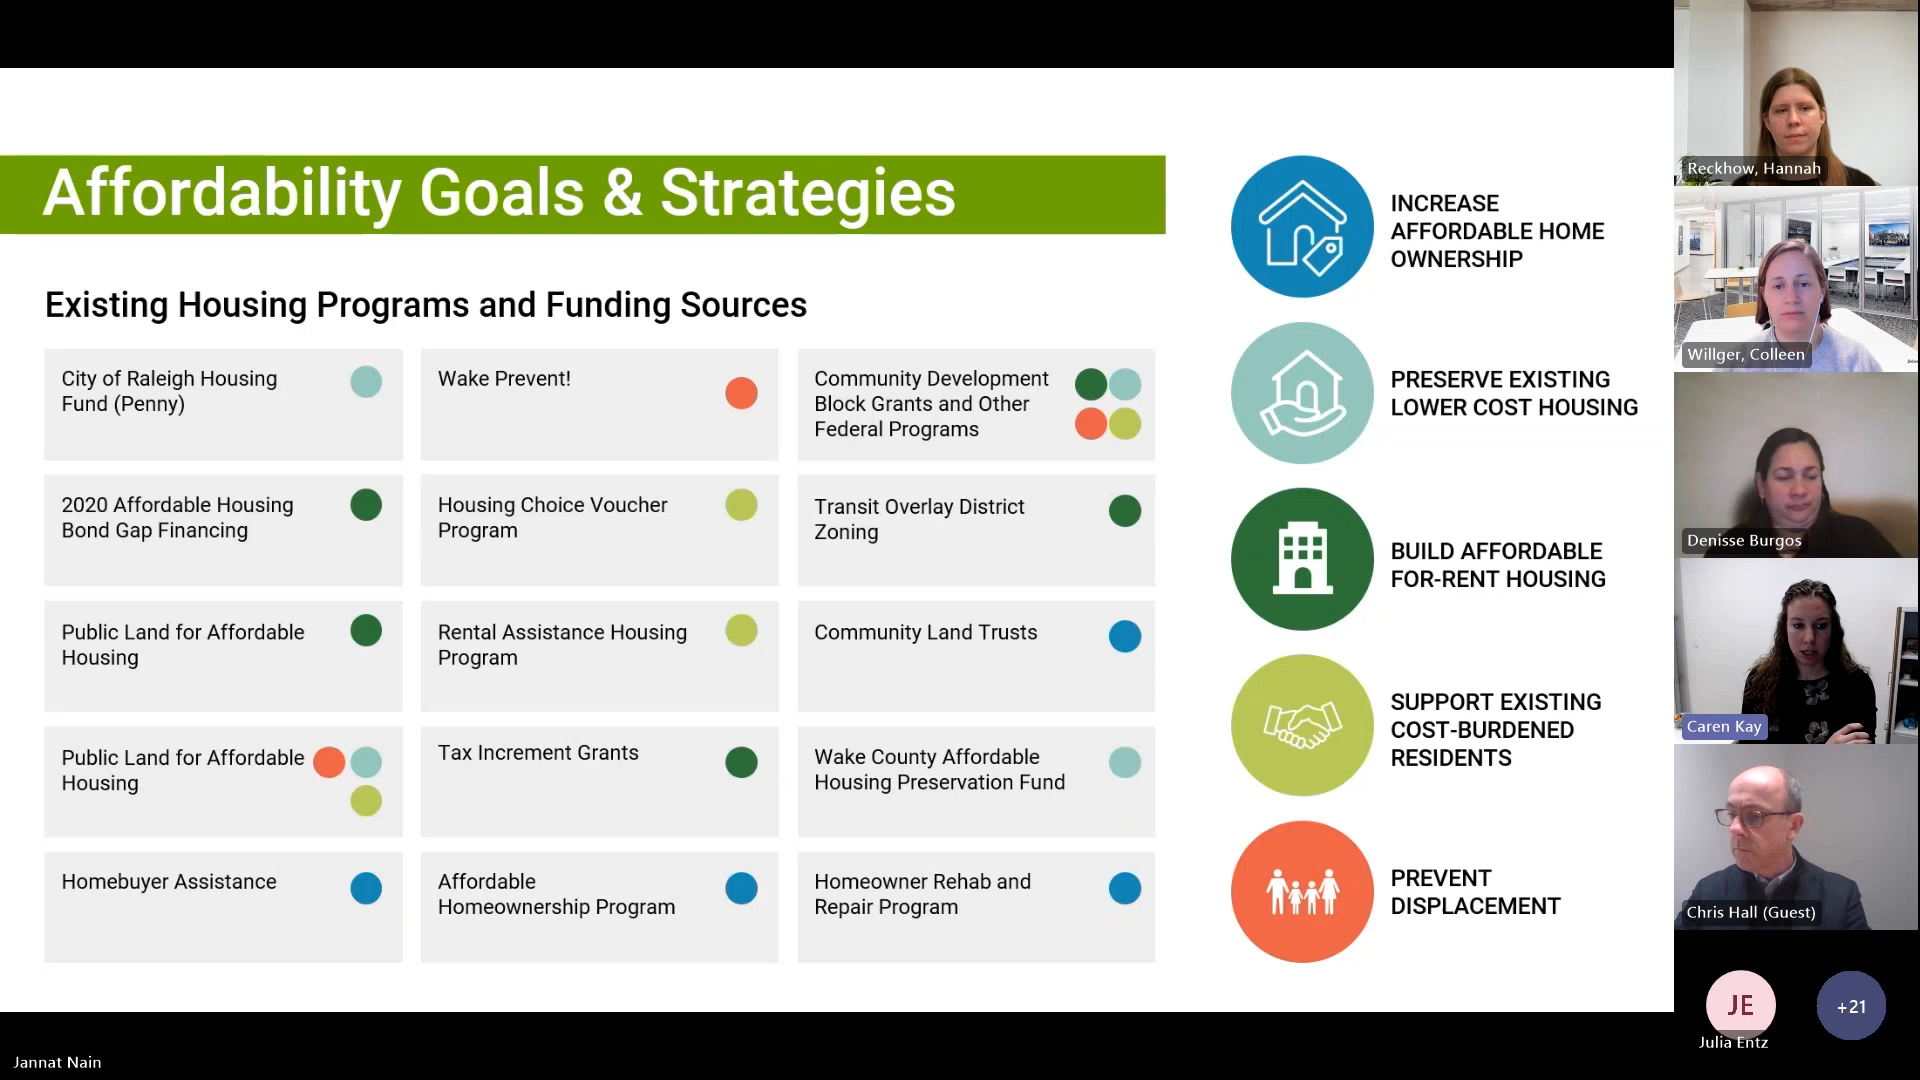 Affordability Goals & Strategies
Existing Housing Programs and Funding Sources
City of Raleigh Housing
Fund (Penny)
Wake Prevent!
Community Development
Block Grants and Other
Federal Programs
2020 Affordable Housing
Bond Gap Financing
Housing Choice Voucher
Program
Transit Overlay District
Zoning
Public Land for Affordable
Housing
Rental Assistance Housing
Program
Community Land Trusts
Public Land for Affordable
Housing
Tax Increment Grants
Wake County Affordable
Housing Preservation Fund
Homebuyer Assistance
Affordable
Homeownership Program
Homeowner Rehab and
Repair Program
INCREASE
AFFORDABLE HOME
OWNERSHIP
PRESERVE EXISTING
LOWER COST HOUSING
BUILD AFFORDABLE
FOR-RENT HOUSING
SUPPORT EXISTING
COST-BURDENED
RESIDENTS
PREVENT
DISPLACEMENT
Reckhow, Hannah
Willger, Colleen
Denisse Burgos
Caren Kay
Chris Hall (Guest)
JE
Julia Entz
+21
Jannat Nain